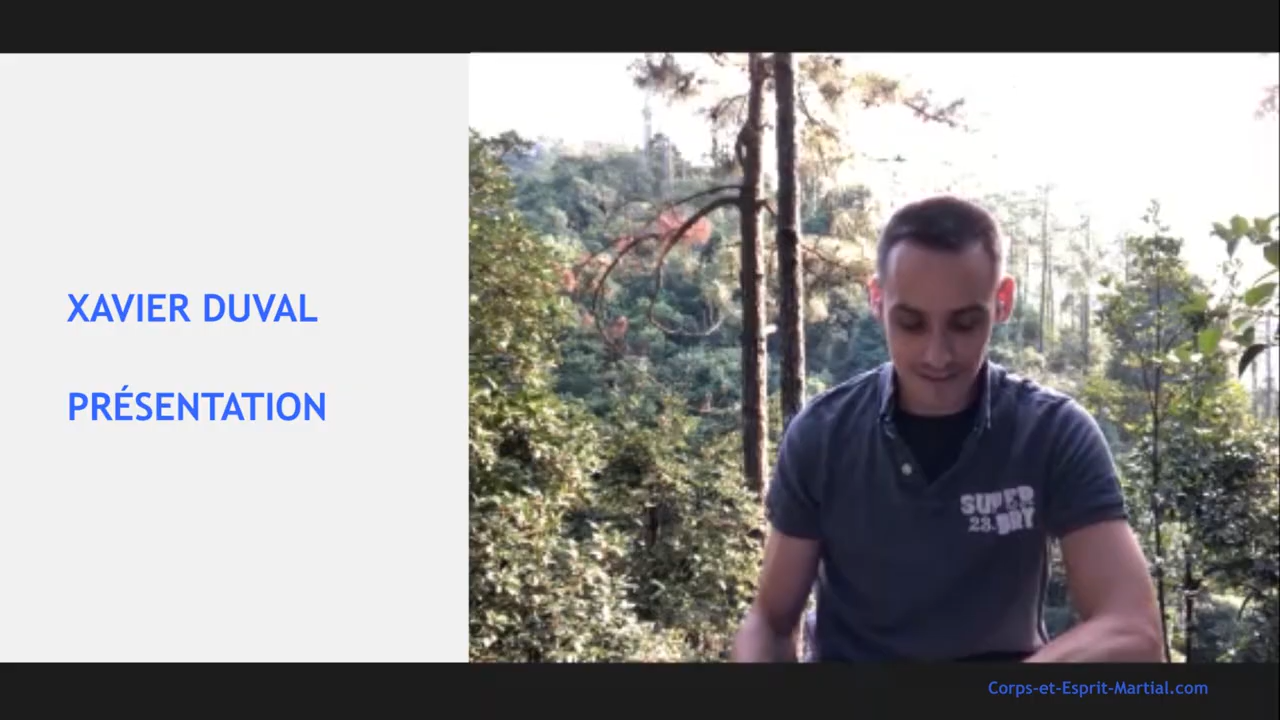 XAVIER DUVAL
PRÉSENTATION
SUPER
23.DRY
Corps-et-Esprit-Martial.com